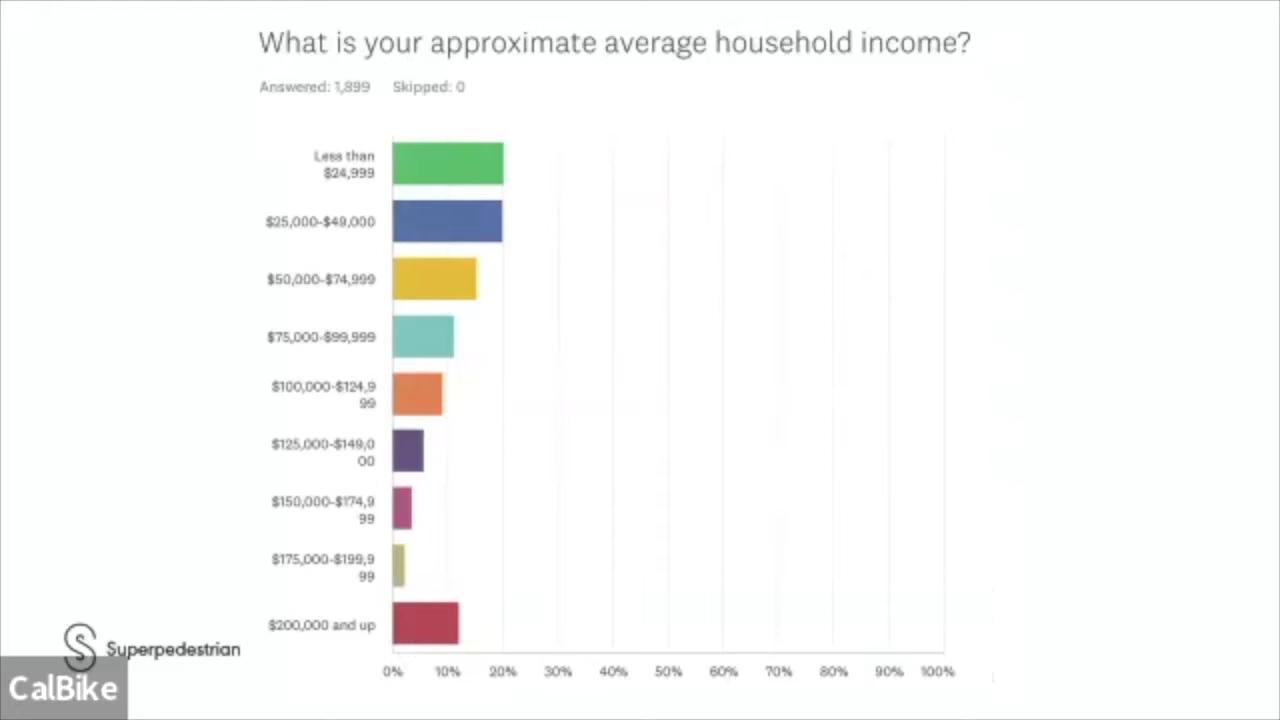 What is your approximate average household income?
Answered: 1,899 Skipped: 0
Less than
$24,999
$25,000-$49,000
$50,000-$74,999
$75,000-$99,999
$100,000-$124,9
99
$125,000-$149,0
00
$150,000-$174,9
99
$175,000-$199,9
99
$200,000 and up
0% 10% 20% 30% 40% 50% 60% 70% 80% 90% 100%
Superpedestrian
CalBike